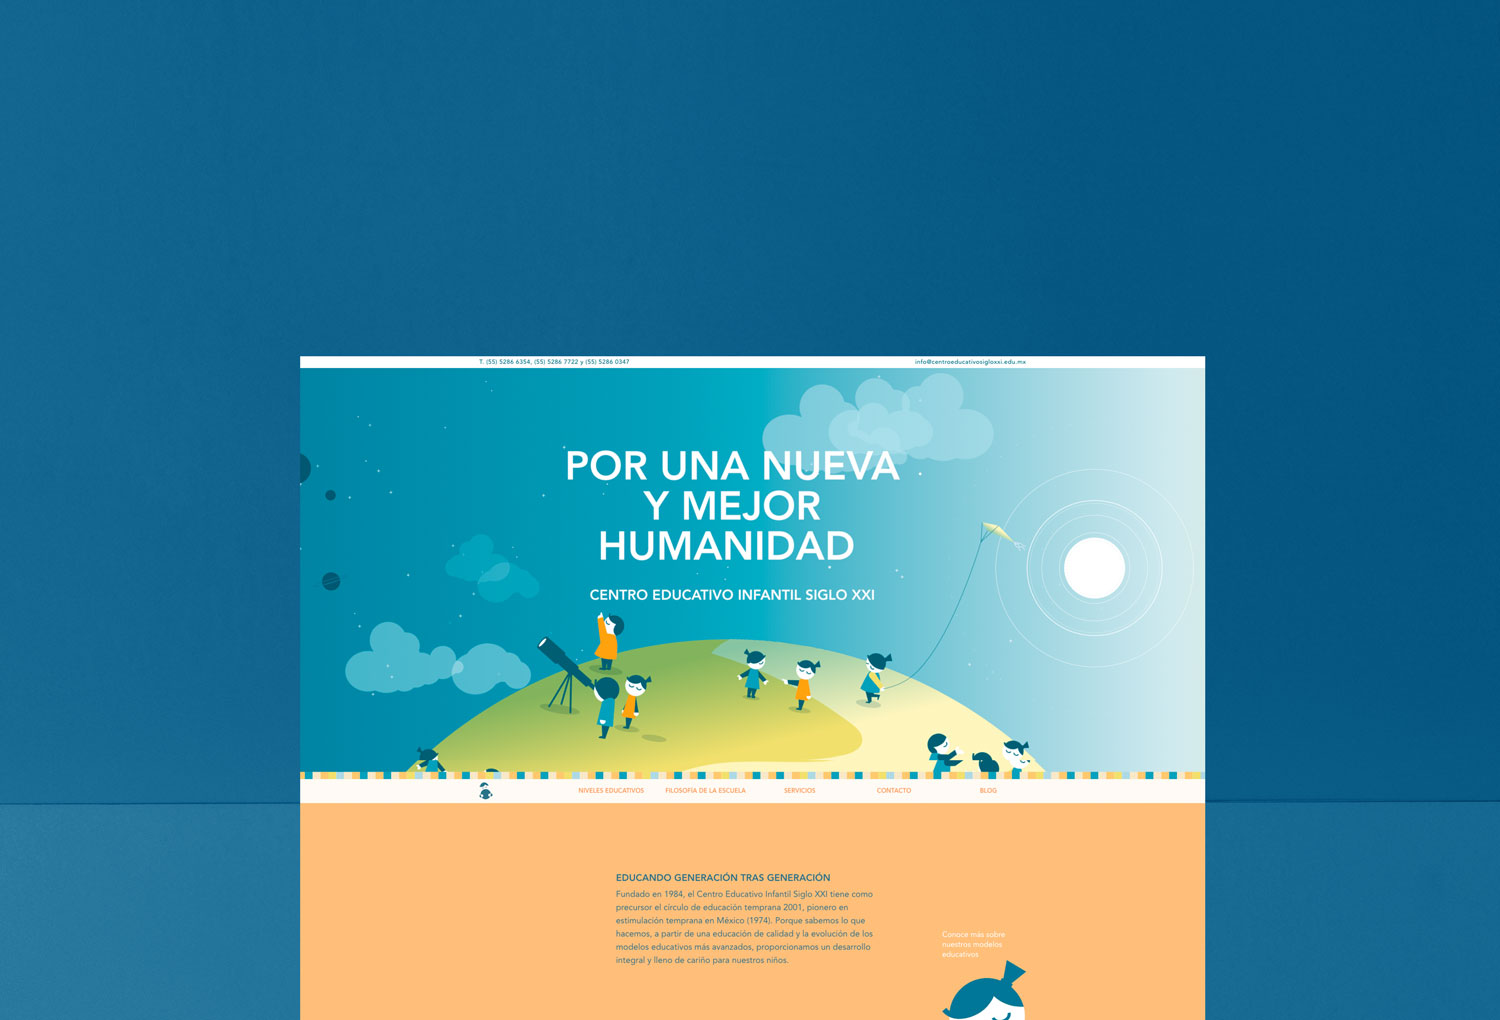 T. (55) 5286 6354, (55) 5286 7722 y (55) 5286 0347
info@centroeducativosigloxxi.edu.mx
POR UNA NUEVA
Y MEJOR
HUMANIDAD
CENTRO EDUCATIVO INFANTIL SIGLO XXI
NIVELES EDUCATIVOS
FILOSOFÍA DE LA ESCUELA
SERVICIOS
CONTACTO
BLOG
EDUCANDO GENERACIÓN TRAS GENERACIÓN
Fundado en 1984, el Centro Educativo Infantil Siglo XXI tiene como
precursor el círculo de educación temprana 2001, pionero en
estimulación temprana en México (1974). Porque sabemos lo que
hacemos, a partir de una educación de calidad y la evolución de los
modelos educativos más avanzados, proporcionamos un desarrollo
integral y lleno de cariño para nuestros niños.
Conoce más sobre
nuestros modelos
educativos